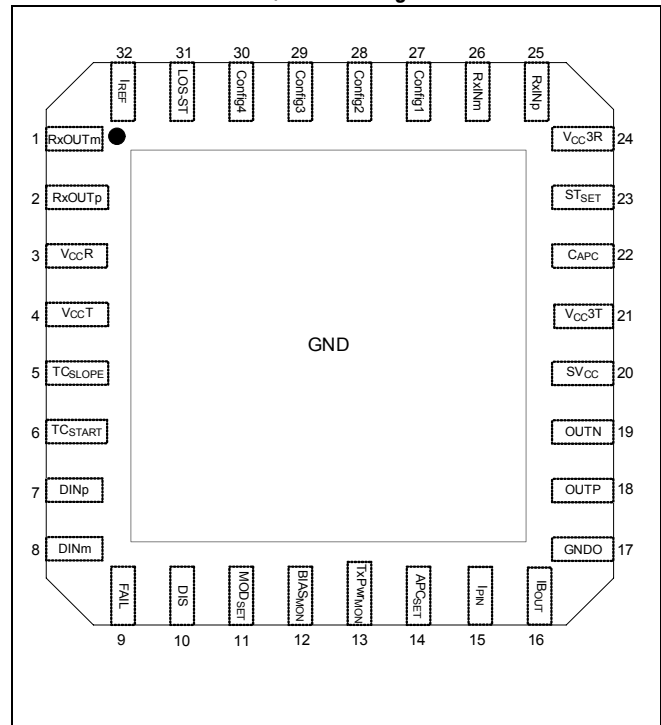 32 31 30 29 28 27 26 25
IREF LOS-ST Config4 Config3 Config2 Config1 RxINm RxINp
1 RxOUTm
2 RxOUTp
3 VCCR
4 VCCT
5 TCSLOPE
6 TCSTART
7 DINp
8 DINm
GND
VCC3R 24
STSET 23
CAPC 22
VCC3T 21
SVCC 20
OUTN 19
OUTP 18
GNDO 17
FAIL DIS MODSET BIASMON TxPwrMON APCSET IPIN IBOUT
9 10 11 12 13 14 15 16